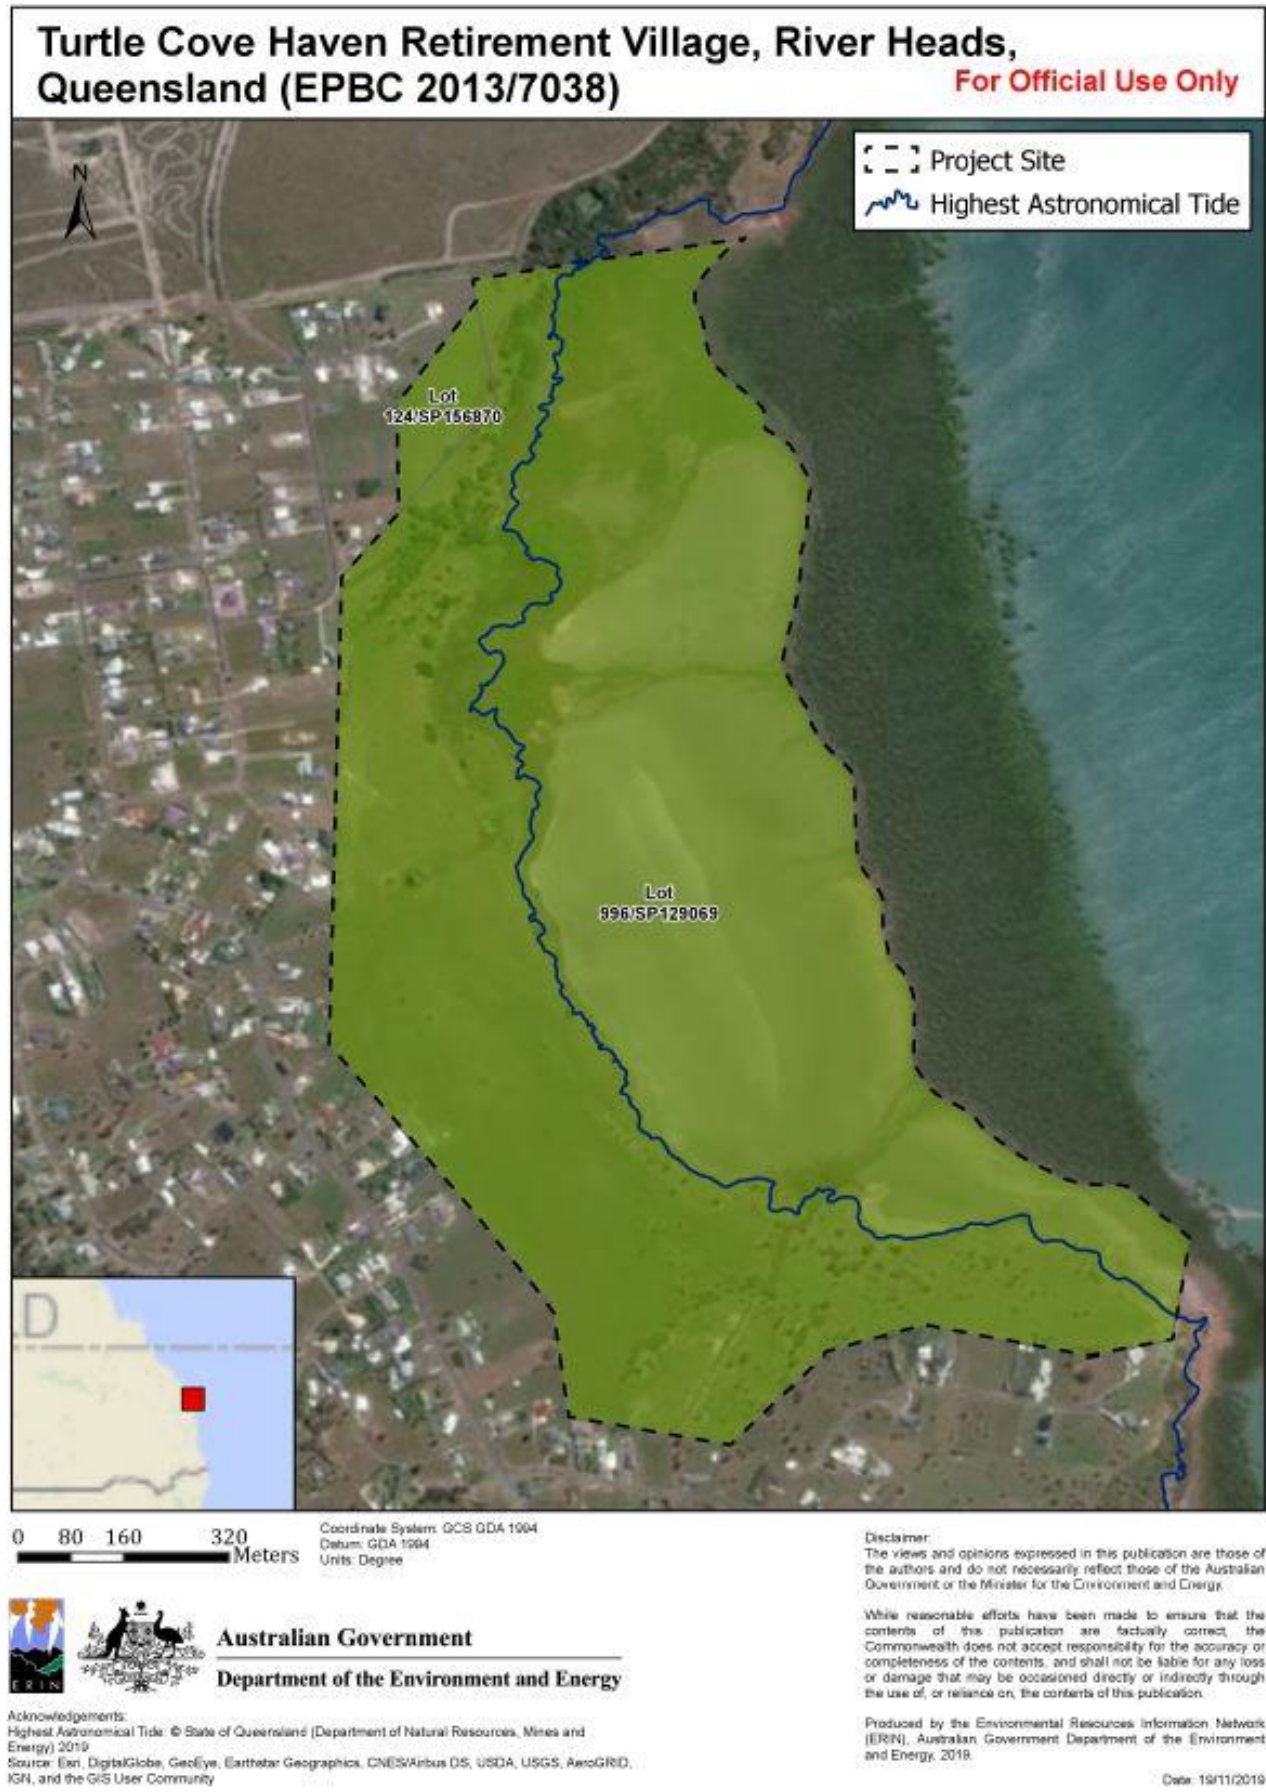 Turtle Cove Haven Retirement Village, River Heads,
Queensland (EPBC 2013/7038)
For Official Use Only
Project Site
Highest Astronomical Tide
N
Lot
124/SP156870
Lot
996/SP129069
D
0 80 160 320
Meters
Coordinate System: GCS GDA 1994
Datum: GDA 1994
Units: Degree
ERIN
Australian Government
Department of the Environment and Energy
Acknowledgements:
Highest Astronomical Tide: © State of Queensland (Department of Natural Resources, Mines and
Energy) 2019
Source: Esri, DigitalGlobe, GeoEye, Earthstar Geographics, CNES/Airbus DS, USDA, USGS, AeroGRID,
IGN, and the GIS User Community
Disclaimer:
The views and opinions expressed in this publication are those of
the authors and do not necessarily reflect those of the Australian
Government or the Minister for the Environment and Energy.
While reasonable efforts have been made to ensure that the
contents of this publication are factually correct, the
Commonwealth does not accept responsibility for the accuracy or
completeness of the contents, and shall not be liable for any loss
or damage that may be occasioned directly or indirectly through
the use of, or reliance on, the contents of this publication.
Produced by the Environmental Resources Information Network
(ERIN), Australian Government Department of the Environment
and Energy, 2019.
Date: 19/11/2019